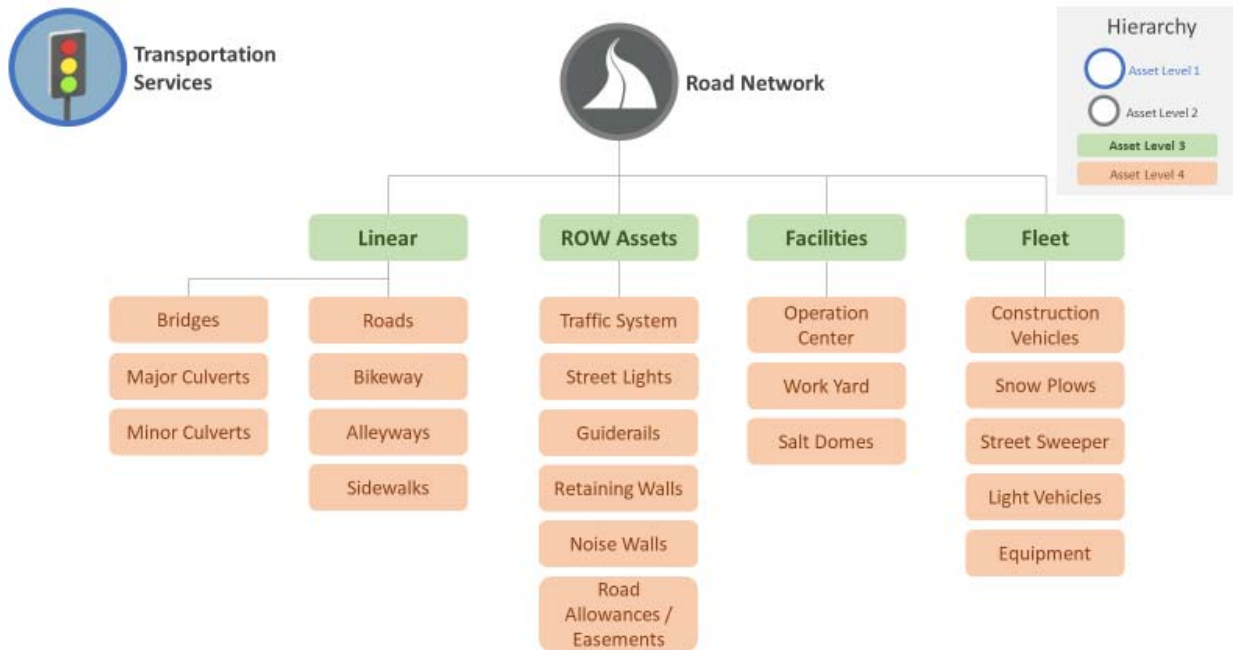 Transportation
Services
Road Network
Hierarchy
Asset Level 1
Asset Level 2
Asset Level 3
Asset Level 4
Linear
ROW Assets
Facilities
Fleet
Bridges
Major Culverts
Minor Culverts
Roads
Bikeway
Alleyways
Sidewalks
Traffic System
Street Lights
Guiderails
Retaining Walls
Noise Walls
Road
Allowances /
Easements
Operation
Center
Work Yard
Salt Domes
Construction
Vehicles
Snow Plows
Street Sweeper
Light Vehicles
Equipment